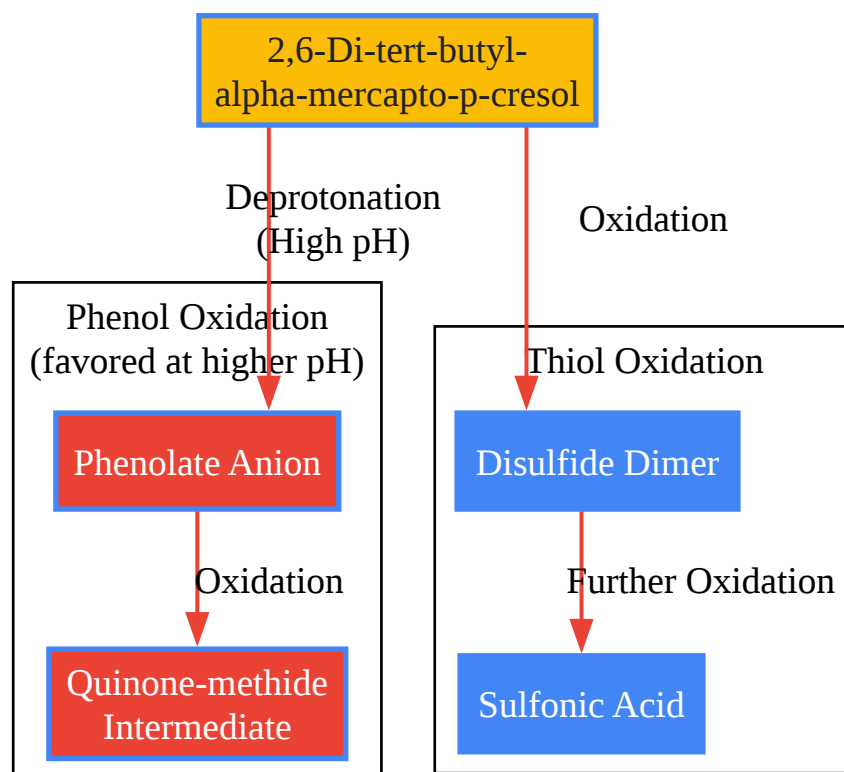 2,6-Di-tert-butyl-
alpha-mercapto-p-cresol
Deprotonation
(High pH)
Oxidation
Phenol Oxidation
(favored at higher pH)
Thiol Oxidation
Phenolate Anion
Disulfide Dimer
Oxidation
Further Oxidation
Quinone-methide
Intermediate
Sulfonic Acid